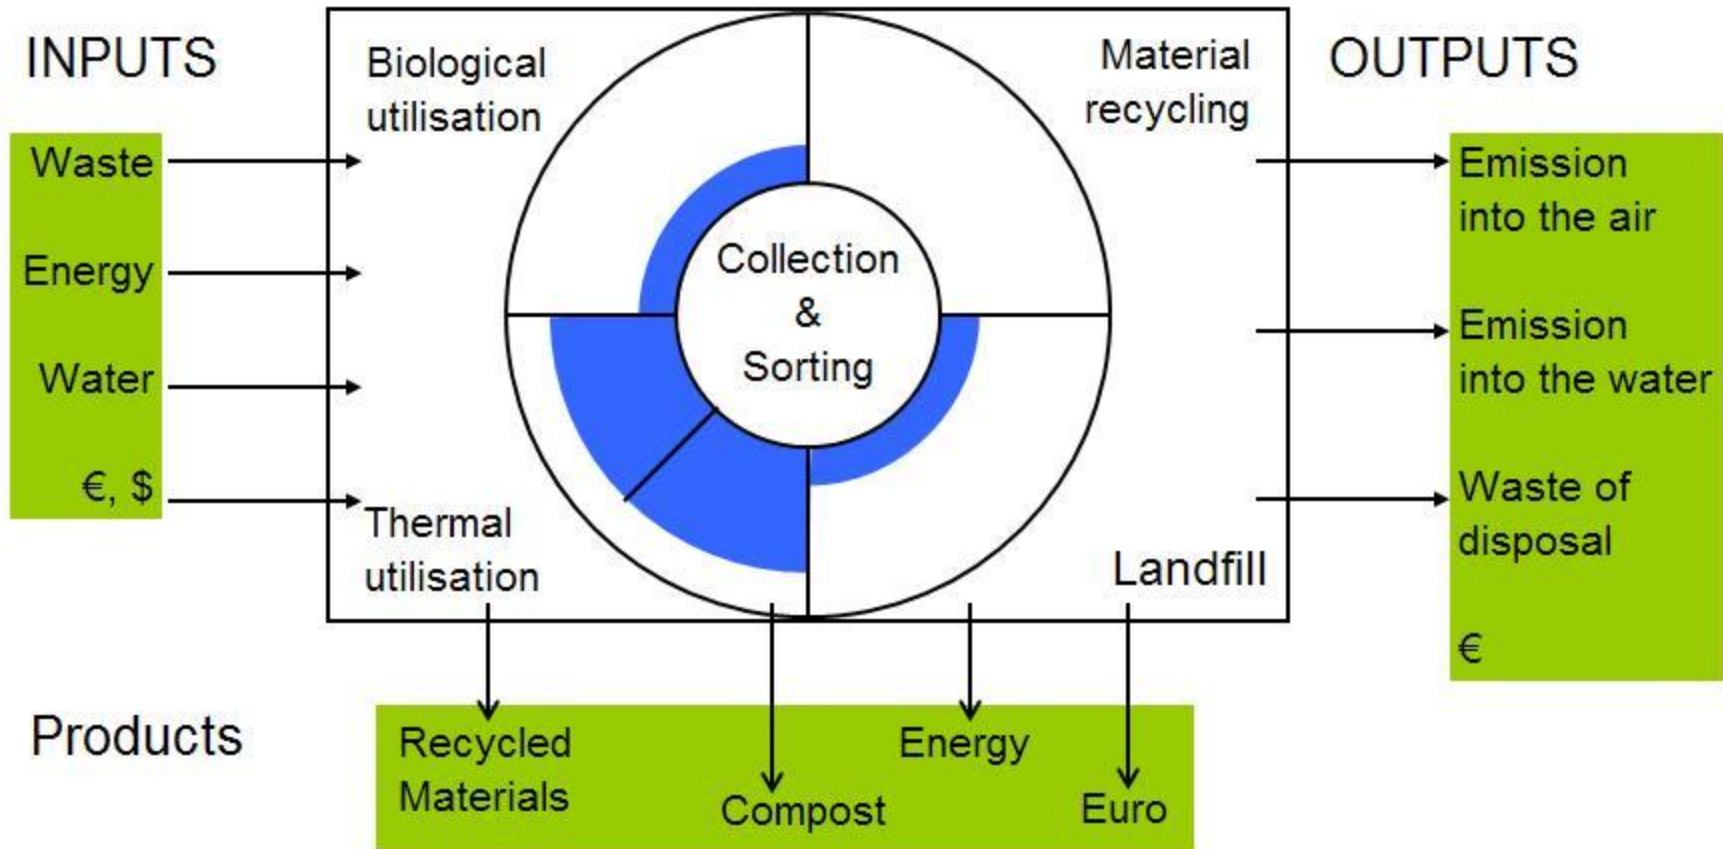 INPUTS
Waste
Energy
Water
€, $
Biological
utilisation
Material
recycling
Collection
&
Sorting
Thermal
utilisation
Landfill
OUTPUTS
Emission
into the air
Emission
into the water
Waste of
disposal
€
Products
Recycled
Materials
Compost
Energy
Euro